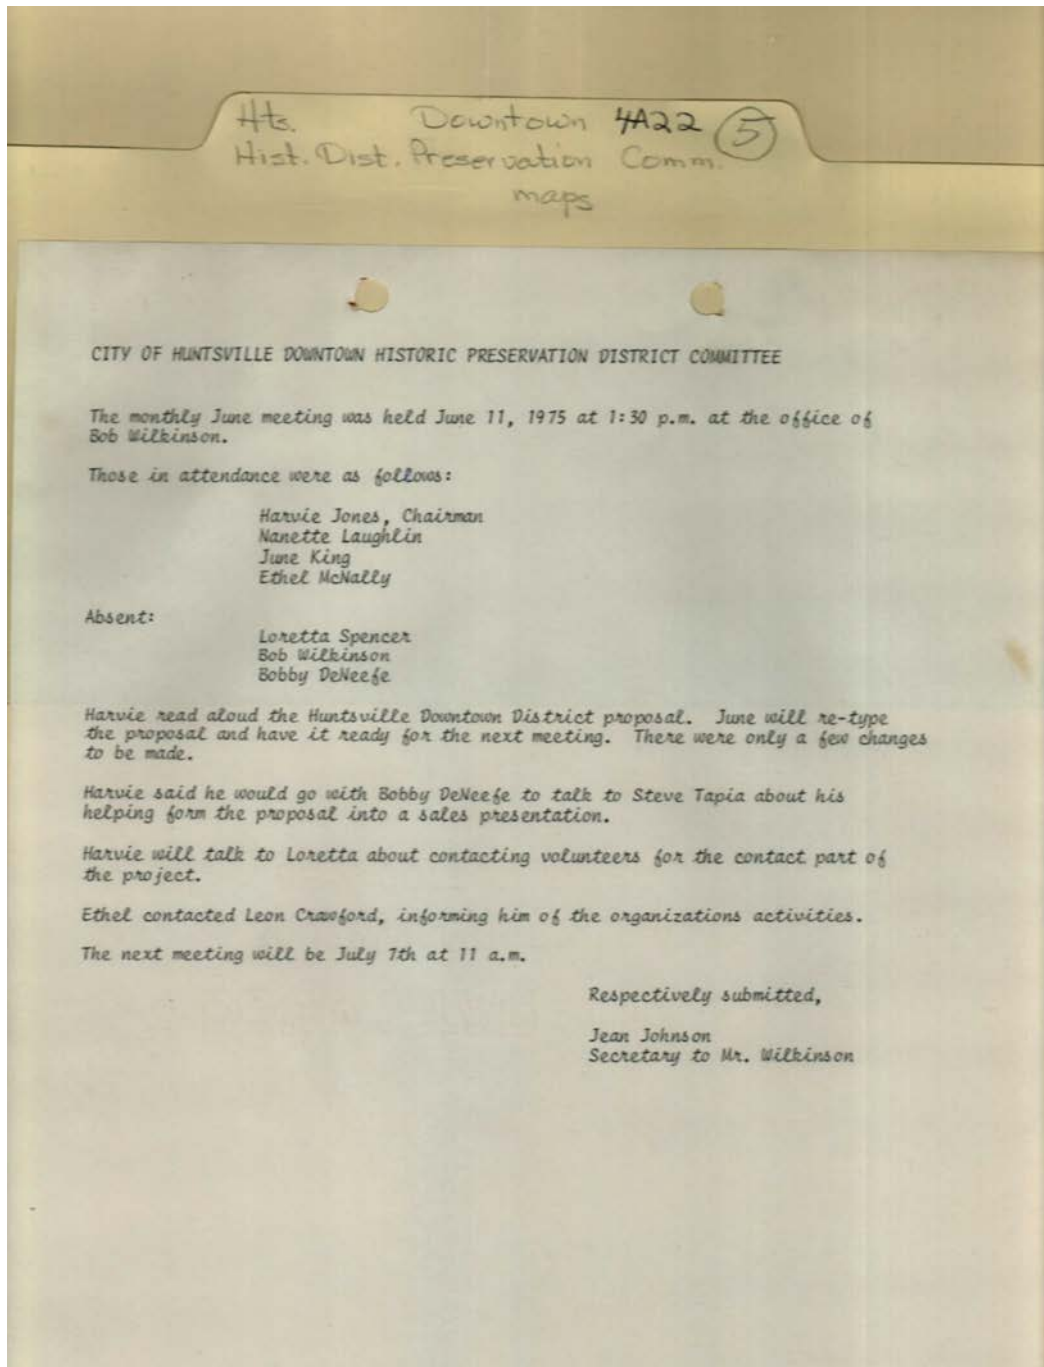 Hts. Downtown 4A22 5
Hist. Dist. Preservation Comm.
maps
CITY OF HUNTSVILLE DOWNTOWN HISTORIC PRESERVATION DISTRICT COMMITTEE
The monthly June meeting was held June 11, 1975 at 1:30 p.m. at the office of
Bob Wilkinson.
Those in attendance were as follows:
Harvie Jones, Chairman
Nanette Laughlin
June King
Ethel McNally
Absent:
Loretta Spencer
Bob Wilkinson
Bobby DeNeefe
Harvie read aloud the Huntsville Downtown District proposal. June will re-type
the proposal and have it ready for the next meeting. There were only a few changes
to be made.
Harvie said he would go with Bobby DeNeefe to talk to Steve Tapia about his
helping form the proposal into a sales presentation.
Harvie will talk to Loretta about contacting volunteers for the contact part of
the project.
Ethel contacted Leon Crawford, informing him of the organizations activities.
The next meeting will be July 7th at 11 a.m.
Respectively submitted,
Jean Johnson
Secretary to Mr. Wilkinson